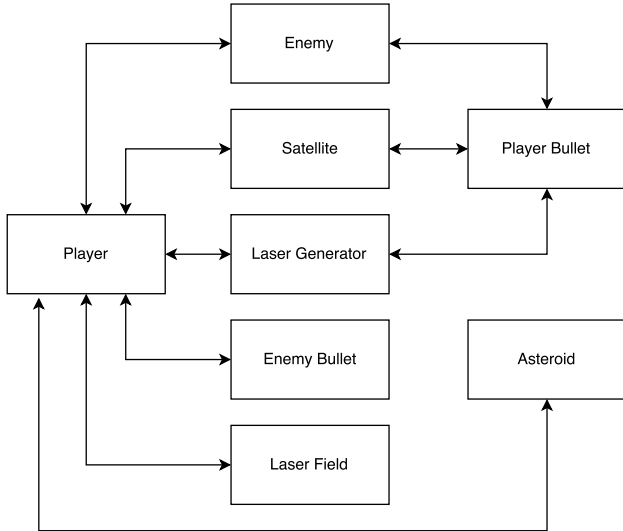 Enemy
Satellite
Player Bullet
Player
Laser Generator
Enemy Bullet
Asteroid
Laser Field